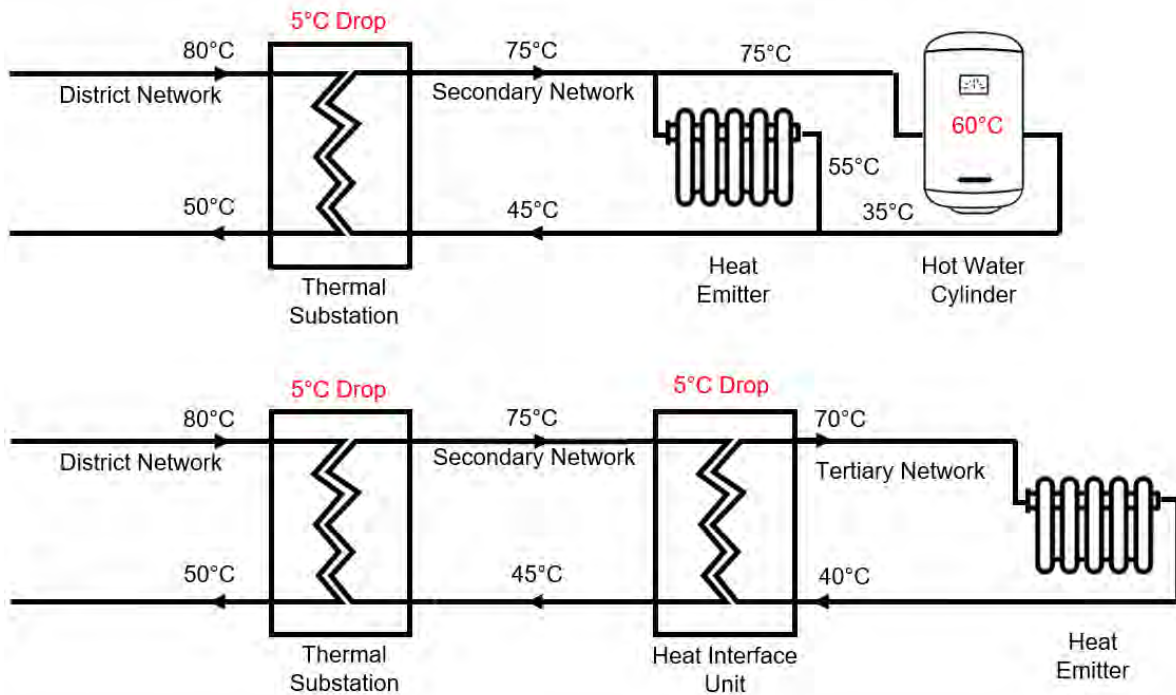 5°C Drop
80°C
75°C
75°C
District Network
Secondary Network
60°C
55°C
50°C
45°C
35°C
Thermal
Substation
Heat
Emitter
Hot Water
Cylinder
5°C Drop
5°C Drop
80°C
75°C
70°C
District Network
Secondary Network
Tertiary Network
50°C
45°C
40°C
Thermal
Substation
Heat Interface
Unit
Heat
Emitter